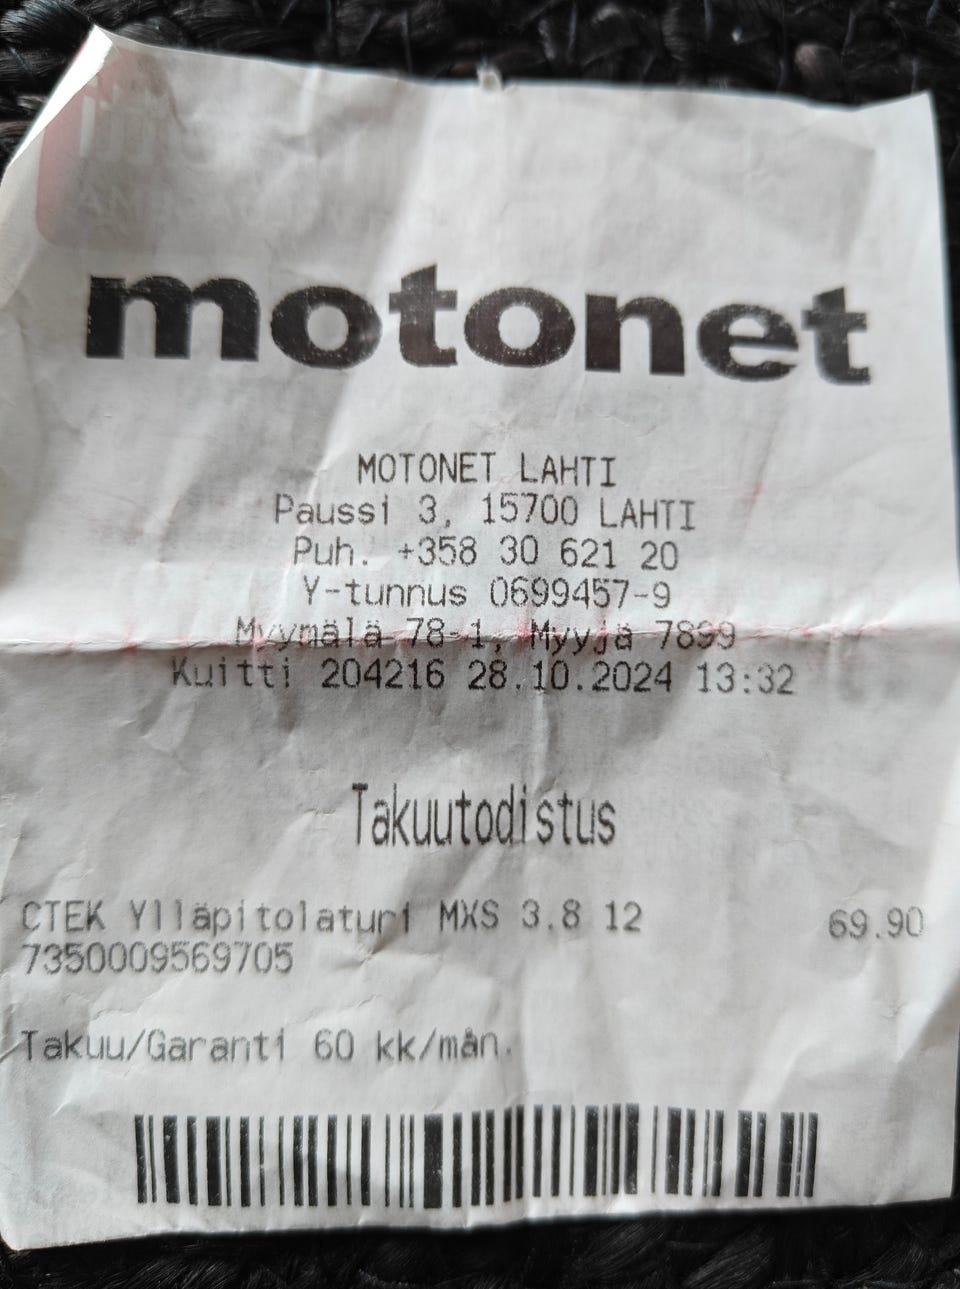 motonet
MOTONET LAHTI
Paussi 3, 15700 LAHTI
Puh. +358 30 621 20
Y-tunnus 0699457-9
Myymälä 78-1, Myyjä 7899
Kuitti 204216 28.10.2024 13:32
Takuutodistus
CTEK Ylläpitolaturi MXS 3.8 12 69.90
7350009569705
Takuu/Garanti 60 kk/mån.